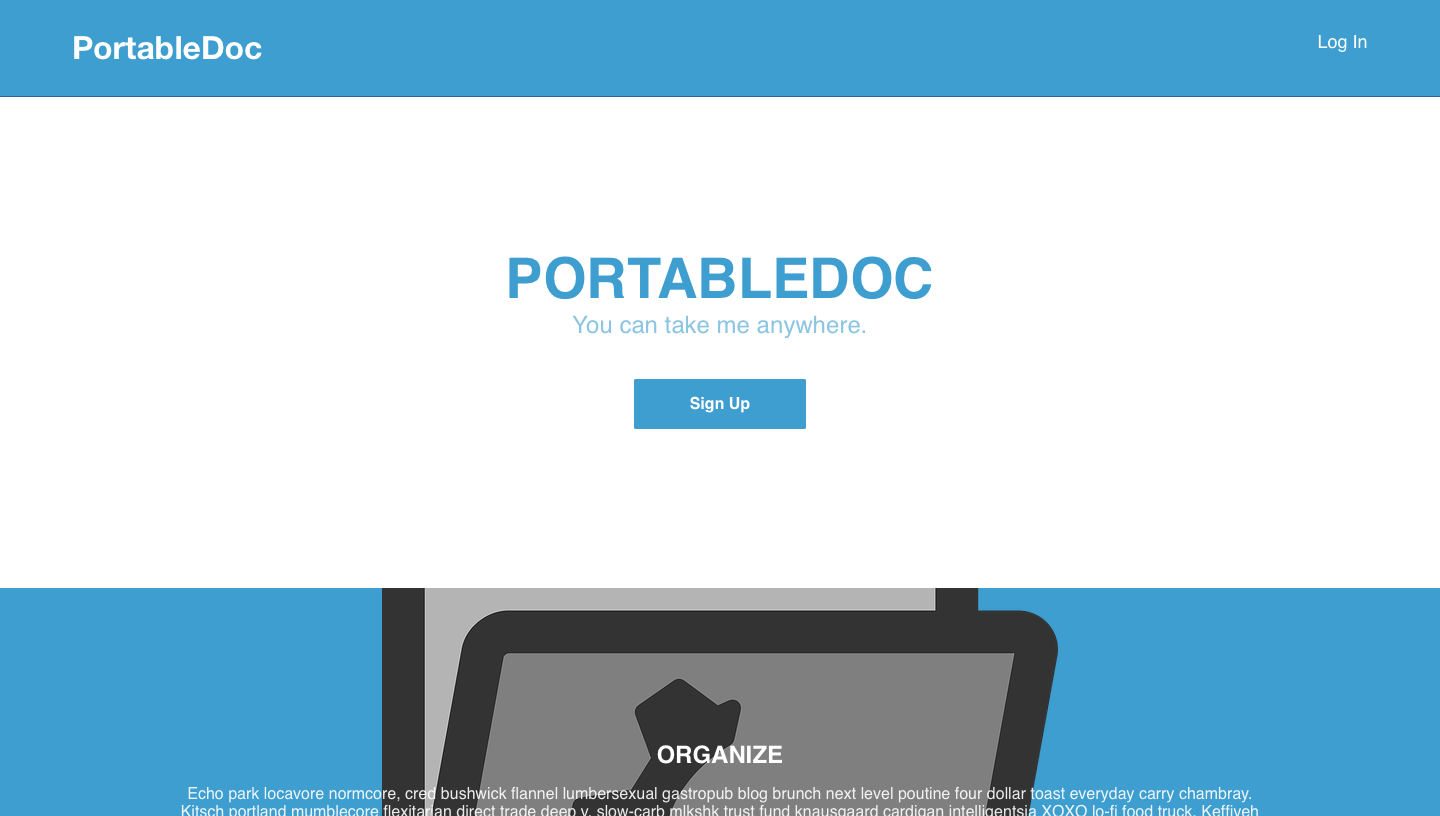 PortableDoc
Log In
PORTABLEDOC
You can take me anywhere.
Sign Up
ORGANIZE
Echo park locavore normcore, cred bushwick flannel lumbersexual gastropub blog brunch next level poutine four dollar toast everyday carry chambray.
Kitsch portland mumblecore flexitarian direct trade deep v, slow-carb mlkshk trust fund knausgaard cardigan intelligentsia XOXO lo-fi food truck. Keffiyeh